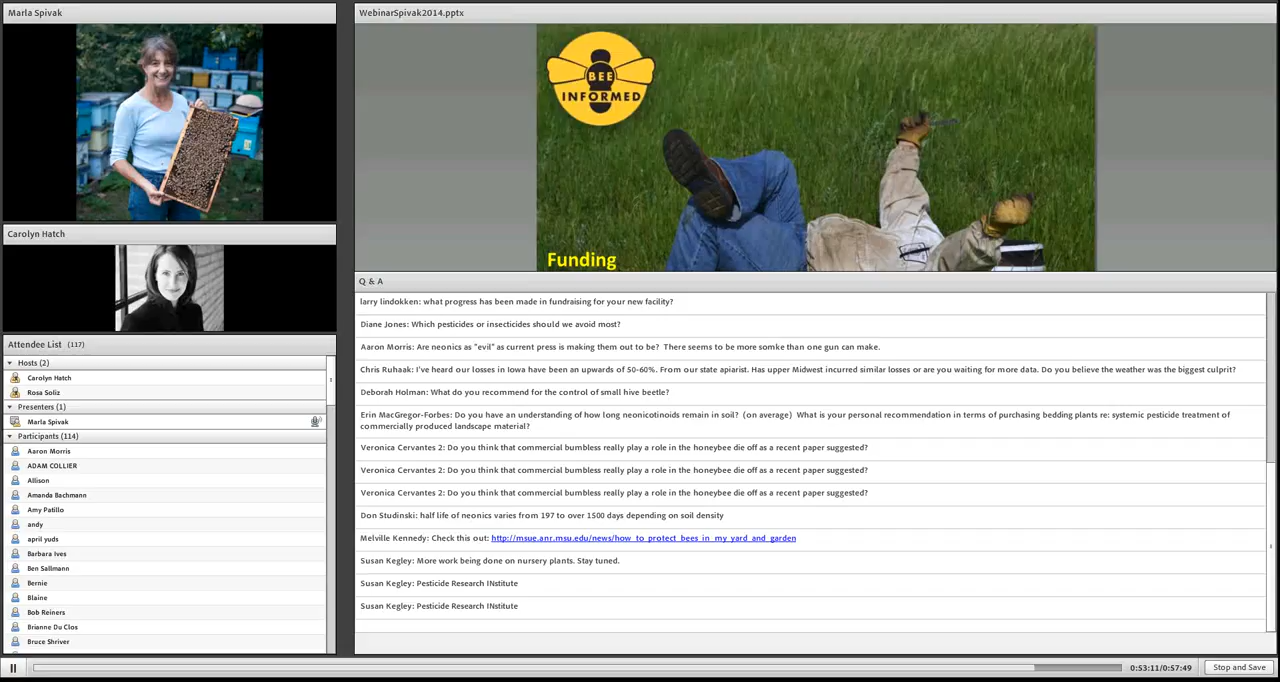 Marla Spivak
Carolyn Hatch
Attendee List (117)
Hosts (2)
Carolyn Hatch
Rosa Soliz
Presenters (1)
Marla Spivak
Participants (114)
Aaron Morris
ADAM COLLIER
Allison
Amanda Bachmann
Amy Patillo
andy
april yuds
Barbara Ives
Ben Sallmann
Bernie
Blaine
Bob Reiners
Brianne Du Clos
Bruce Shriver
WebinarSpivak2014.pptx
BEE
INFORMED
Funding
Q & A
larry lindokken: what progress has been made in fundraising for your new facility?
Diane Jones: Which pesticides or insecticides should we avoid most?
Aaron Morris: Are neonics as "evil" as current press is making them out to be?  There seems to be more somke than one gun can make.
Chris Ruhaak: I've heard our losses in Iowa have been an upwards of 50-60%. From our state apiarist. Has upper Midwest incurred similar losses or are you waiting for more data. Do you believe the weather was the biggest culprit?
Deborah Holman: What do you recommend for the control of small hive beetle?
Erin MacGregor-Forbes: Do you have an understanding of how long neonicotinoids remain in soil?  (on average)  What is your personal recommendation in terms of purchasing bedding plants re: systemic pesticide treatment of
commercially produced landscape material?
Veronica Cervantes 2: Do you think that commercial bumbless really play a role in the honeybee die off as a recent paper suggested?
Veronica Cervantes 2: Do you think that commercial bumbless really play a role in the honeybee die off as a recent paper suggested?
Veronica Cervantes 2: Do you think that commercial bumbless really play a role in the honeybee die off as a recent paper suggested?
Don Studinski: half life of neonics varies from 197 to over 1500 days depending on soil density
Melville Kennedy: Check this out: http://msue.anr.msu.edu/news/how_to_protect_bees_in_my_yard_and_garden
Susan Kegley: More work being done on nursery plants. Stay tuned.
Susan Kegley: Pesticide Research INstitute
Susan Kegley: Pesticide Research INstitute
0:53:11/0:57:49
Stop and Save